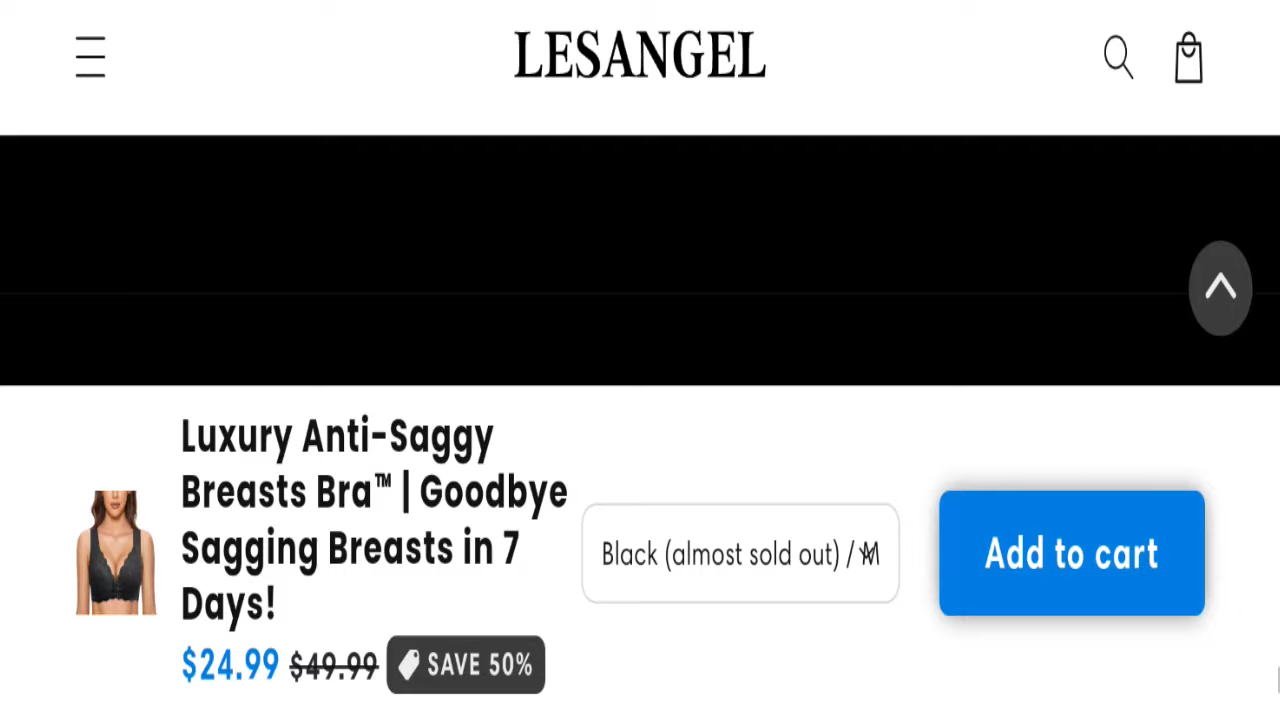 LESANGEL
Luxury Anti-Saggy
Breasts Bra™ | Goodbye
Sagging Breasts in 7
Days!
$24.99 $49.99 SAVE 50%
Black (almost sold out) / M
Add to cart